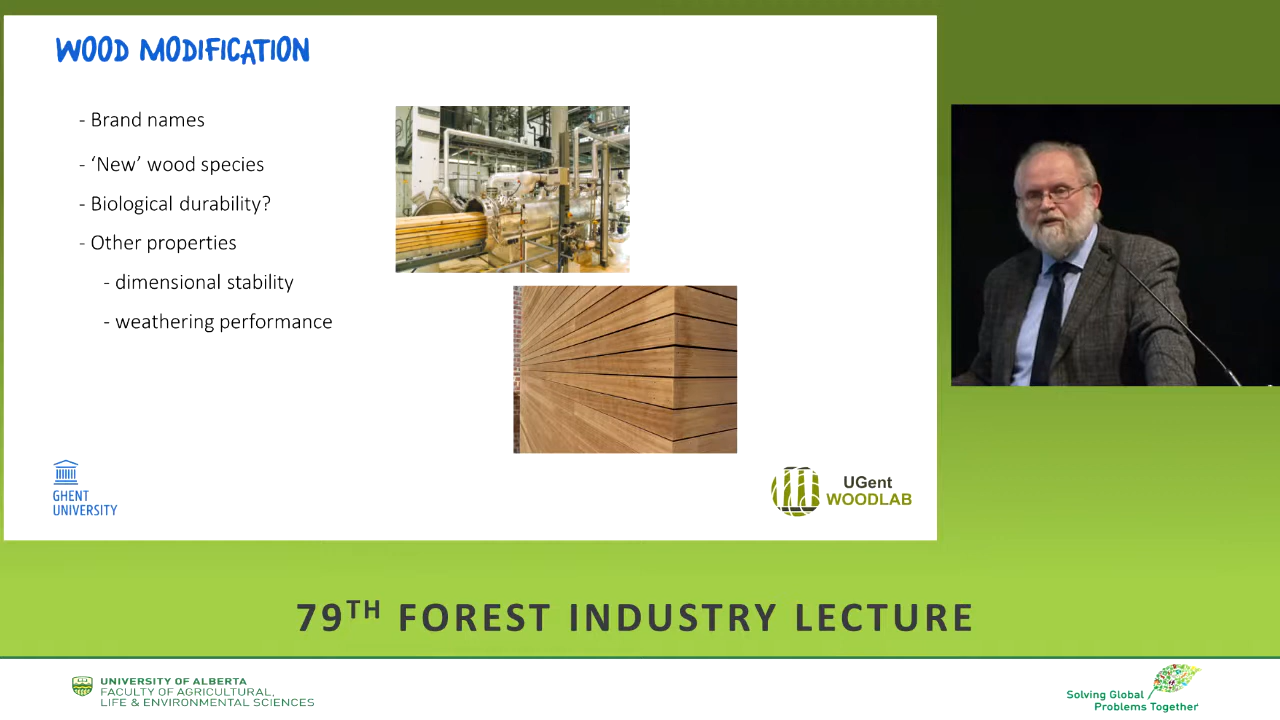 WOOD MODIFICATION
- Brand names
- ‘New’ wood species
- Biological durability?
- Other properties
- dimensional stability
- weathering performance
GHENT
UNIVERSITY
UGent
WOODLAB
79TH FOREST INDUSTRY LECTURE
UNIVERSITY OF ALBERTA
FACULTY OF AGRICULTURAL,
LIFE & ENVIRONMENTAL SCIENCES
Solving Global
Problems Together